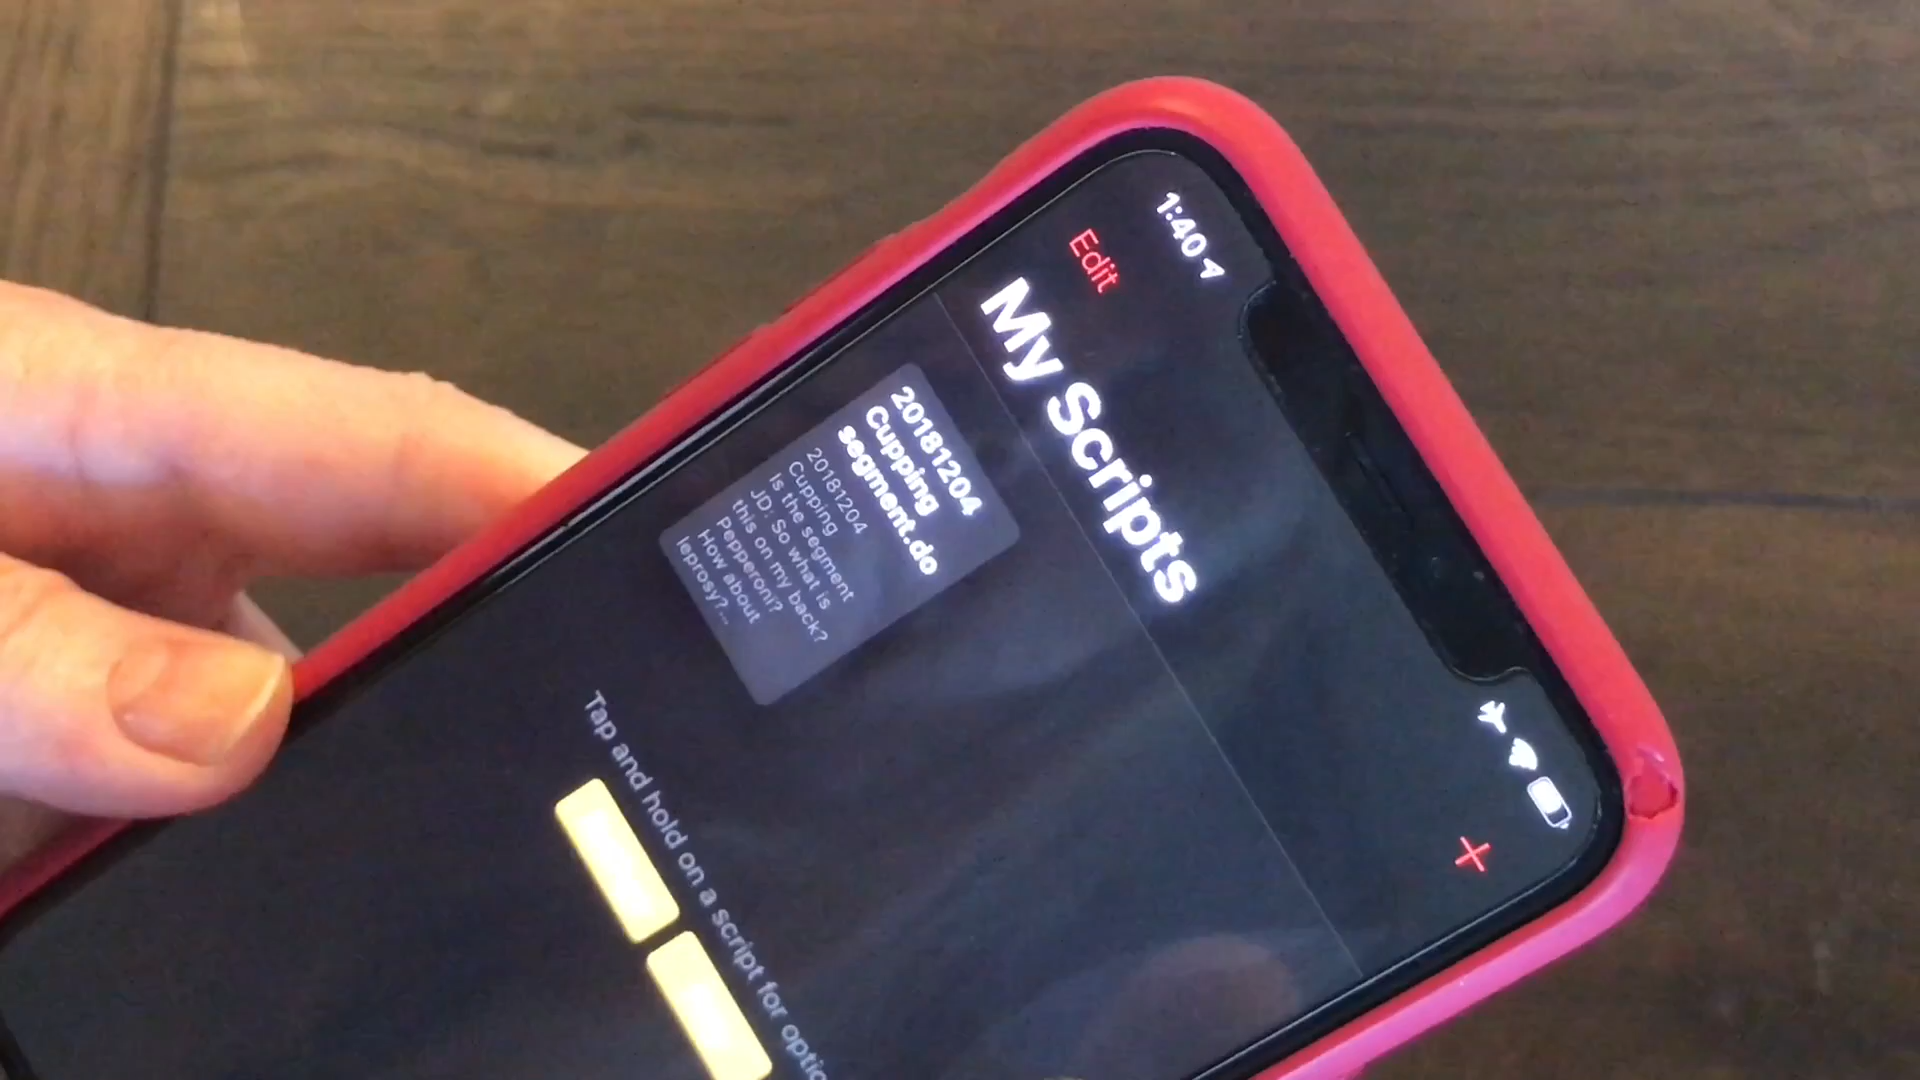 1:40
Edit
My Scripts
20181204
Cupping
segment.do
20181204
Cupping
Is the segment
JD: So what is
this on my back?
Pepperoni?
How about
leprosy?...
Tap and hold on a script for optio